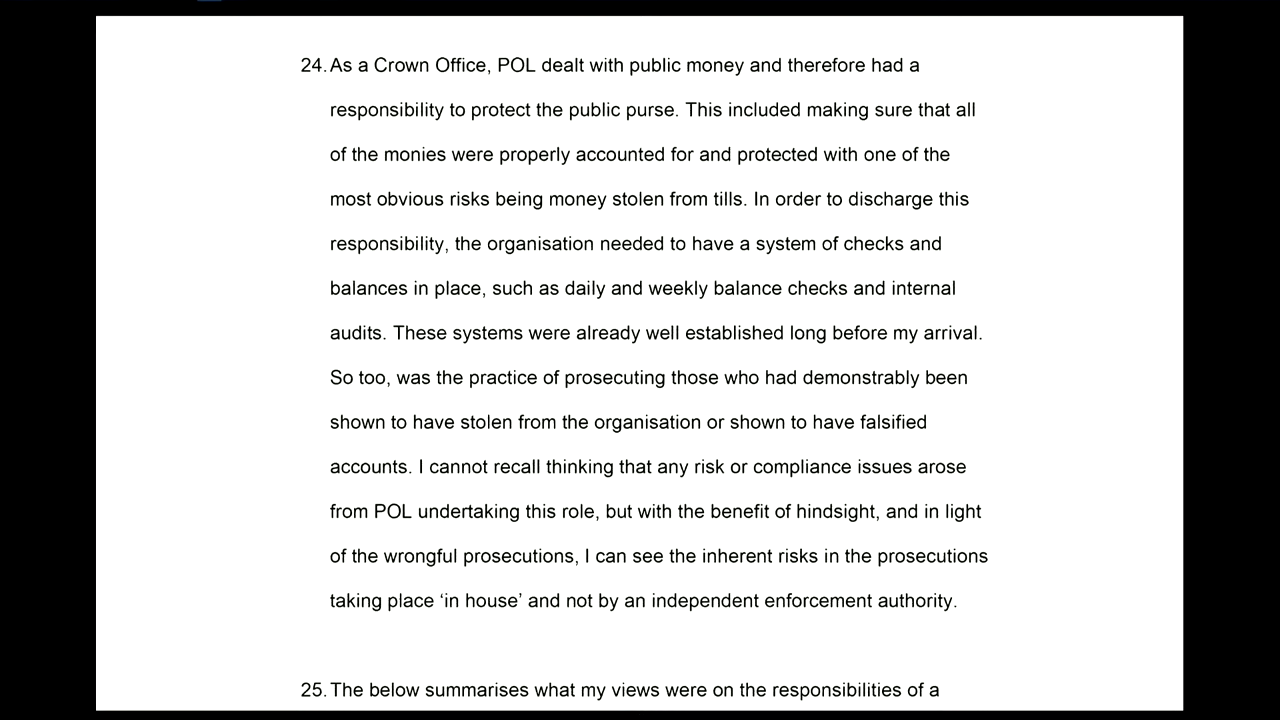 24. As a Crown Office, POL dealt with public money and therefore had a
responsibility to protect the public purse. This included making sure that all
of the monies were properly accounted for and protected with one of the
most obvious risks being money stolen from tills. In order to discharge this
responsibility, the organisation needed to have a system of checks and
balances in place, such as daily and weekly balance checks and internal
audits. These systems were already well established long before my arrival.
So too, was the practice of prosecuting those who had demonstrably been
shown to have stolen from the organisation or shown to have falsified
accounts. I cannot recall thinking that any risk or compliance issues arose
from POL undertaking this role, but with the benefit of hindsight, and in light
of the wrongful prosecutions, I can see the inherent risks in the prosecutions
taking place ‘in house’ and not by an independent enforcement authority.
25. The below summarises what my views were on the responsibilities of a